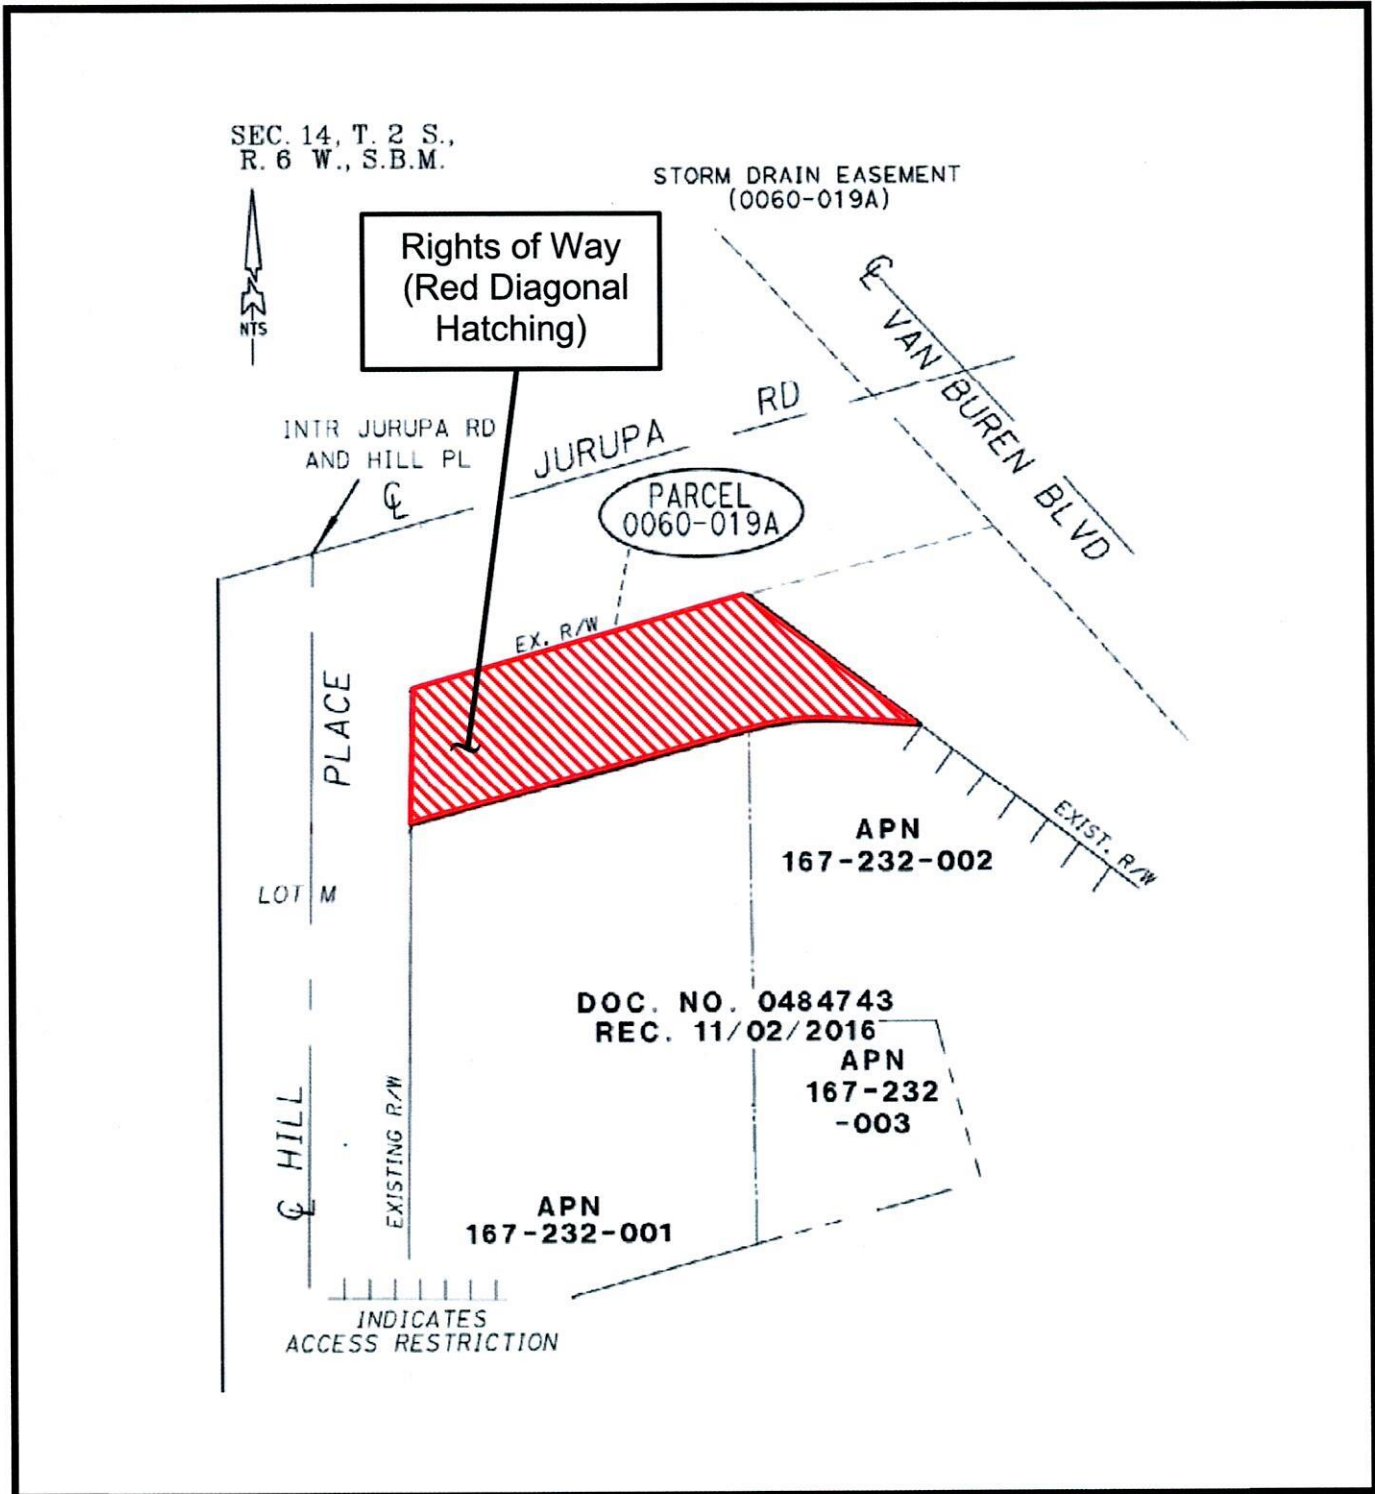 SEC. 14, T. 2 S.,
R. 6 W., S.B.M.
N
NTS
STORM DRAIN EASEMENT
(0060-019A)
Rights of Way
(Red Diagonal
Hatching)
℄ VAN BUREN BLVD
INTR JURUPA RD
AND HILL PL
℄ JURUPA RD
PARCEL
0060-019A
EX. R/W
PLACE
APN
167-232-002
EXIST. R/W
LOT M
DOC. NO. 0484743
REC. 11/02/2016
APN
167-232
-003
℄ HILL
EXISTING R/W
APN
167-232-001
INDICATES
ACCESS RESTRICTION